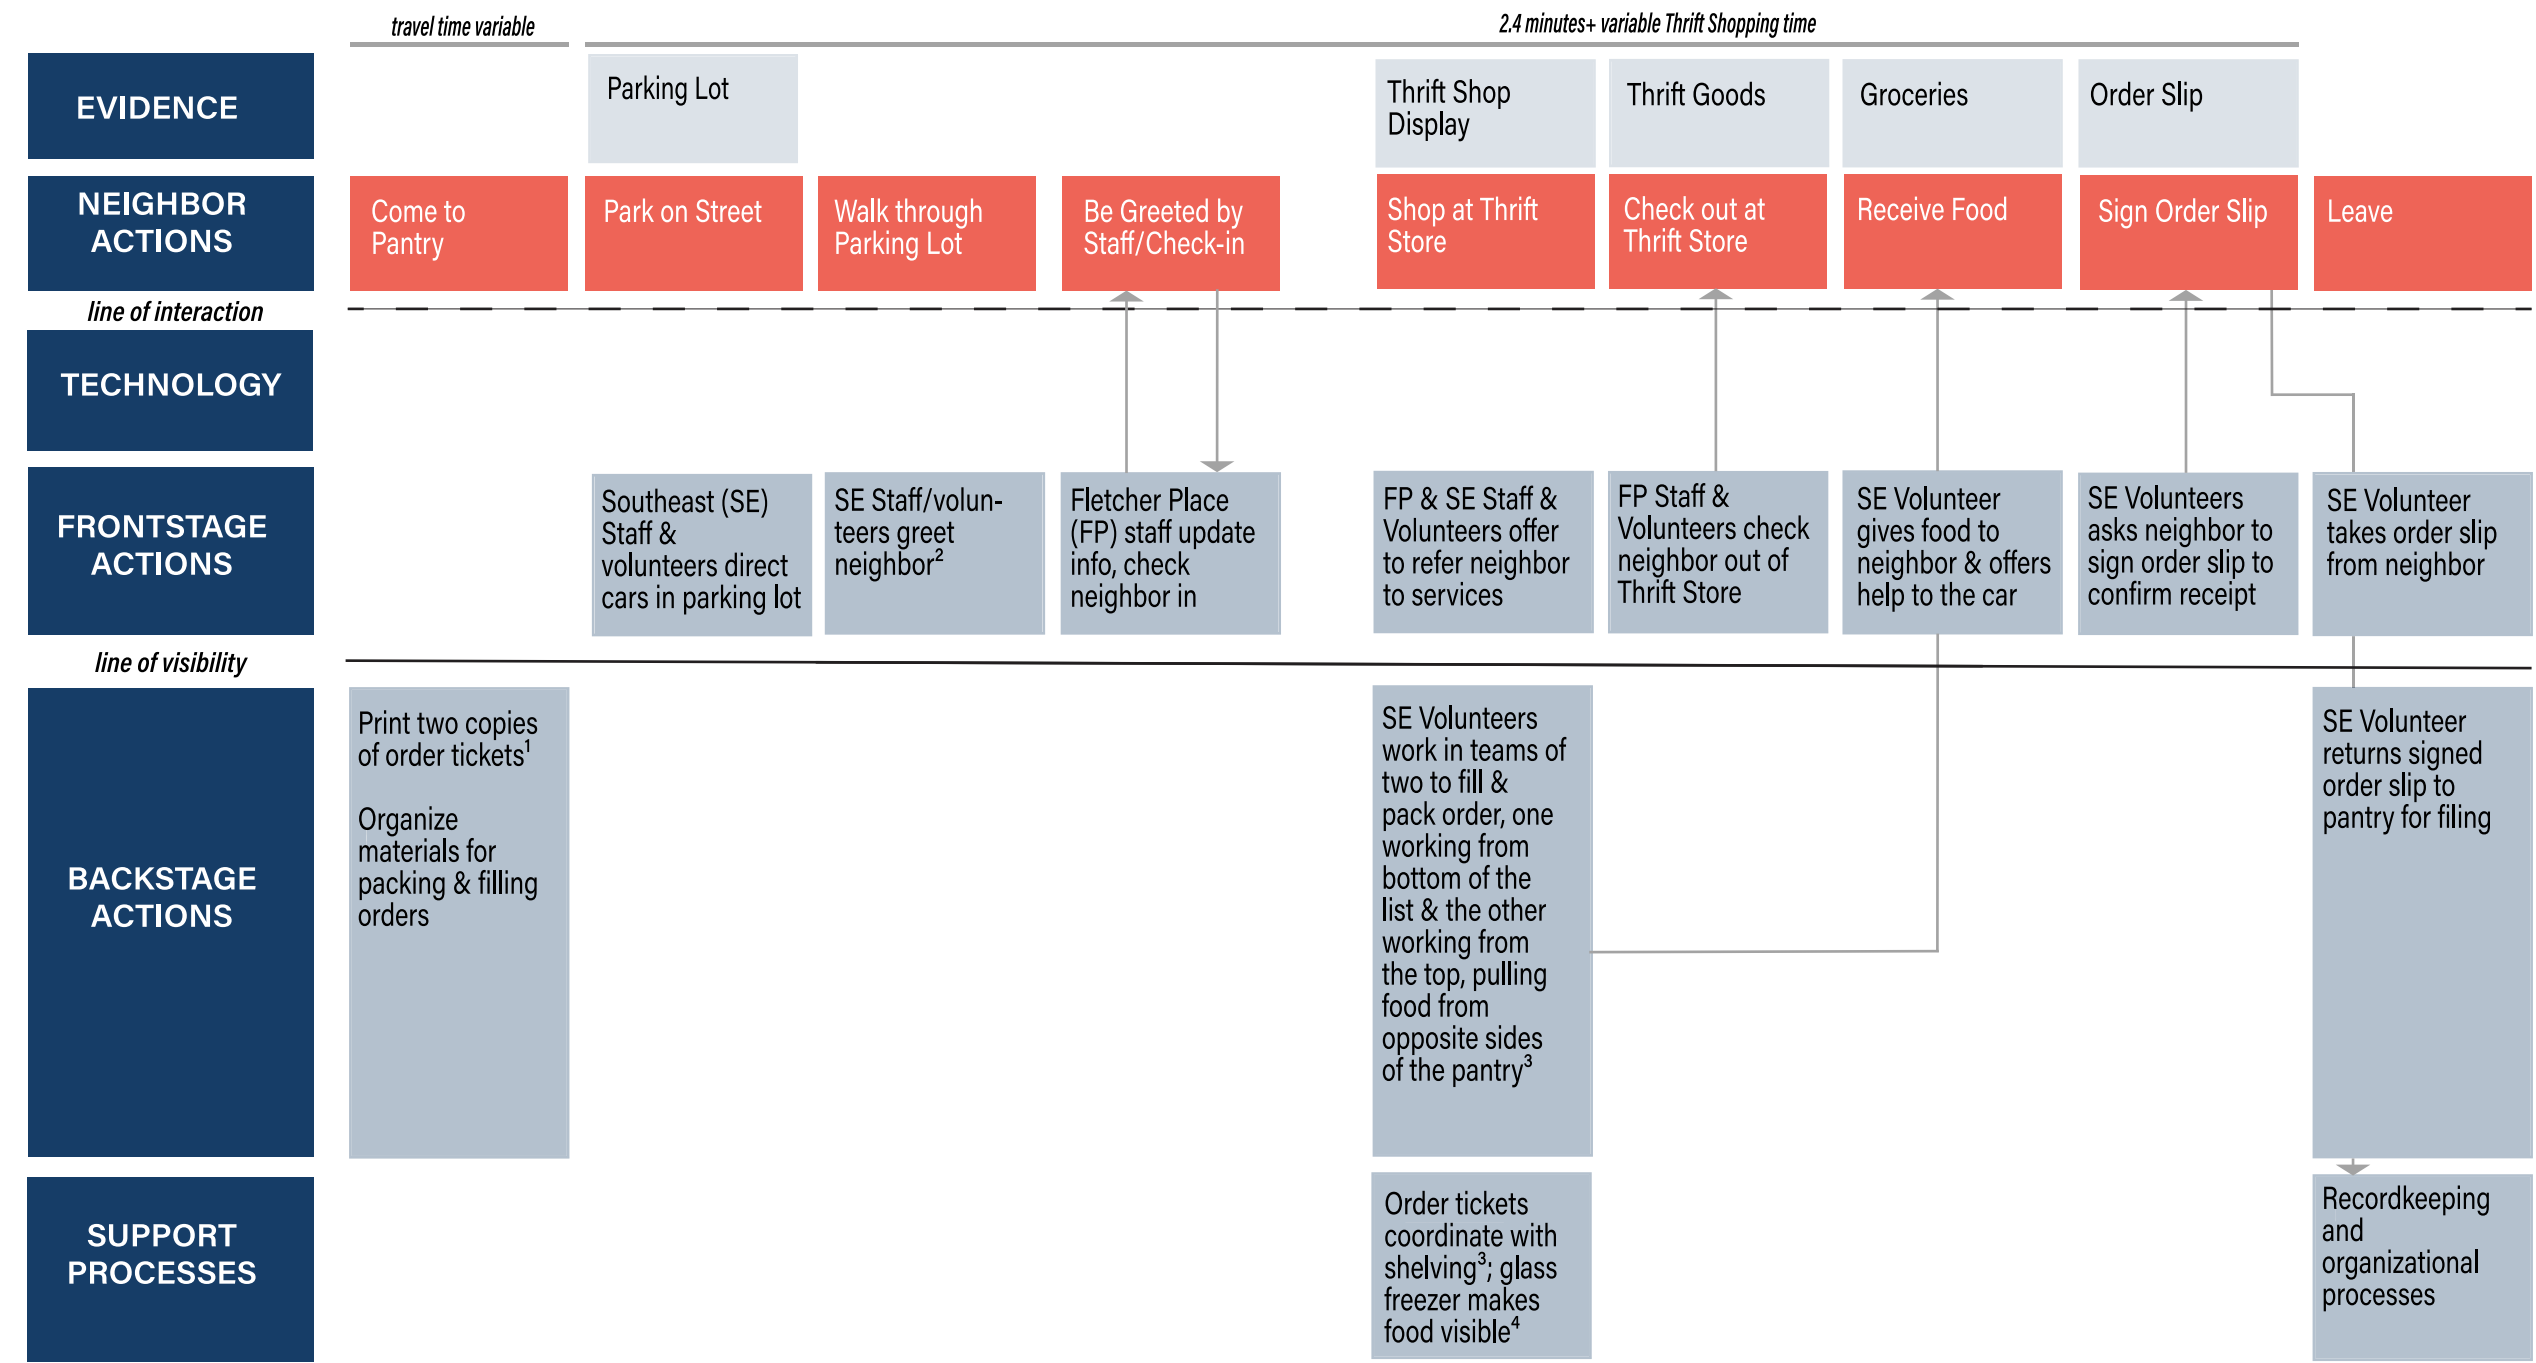 travel time variable
2.4 minutes+ variable Thrift Shopping time
EVIDENCE
Parking Lot
Thrift Shop
Display
Thrift Goods
Groceries
Order Slip
NEIGHBOR
ACTIONS
Come to
Pantry
Park on Street
Walk through
Parking Lot
Be Greeted by
Staff/Check-in
Shop at Thrift
Store
Check out at
Thrift Store
Receive Food
Sign Order Slip
Leave
line of interaction
TECHNOLOGY
FRONTSTAGE
ACTIONS
Southeast (SE)
Staff &
volunteers direct
cars in parking lot
SE Staff/volun-
teers greet
neighbor²
Fletcher Place
(FP) staff update
info, check
neighbor in
FP & SE Staff &
Volunteers offer
to refer neighbor
to services
FP Staff &
Volunteers check
neighbor out of
Thrift Store
SE Volunteer
gives food to
neighbor & offers
help to the car
SE Volunteers
asks neighbor to
sign order slip to
confirm receipt
SE Volunteer
takes order slip
from neighbor
line of visibility
BACKSTAGE
ACTIONS
Print two copies
of order tickets¹
Organize
materials for
packing & filling
orders
SE Volunteers
work in teams of
two to fill &
pack order, one
working from
bottom of the
list & the other
working from
the top, pulling
food from
opposite sides
of the pantry³
SE Volunteer
returns signed
order slip to
pantry for filing
SUPPORT
PROCESSES
Order tickets
coordinate with
shelving³; glass
freezer makes
food visible⁴
Recordkeeping
and
organizational
processes